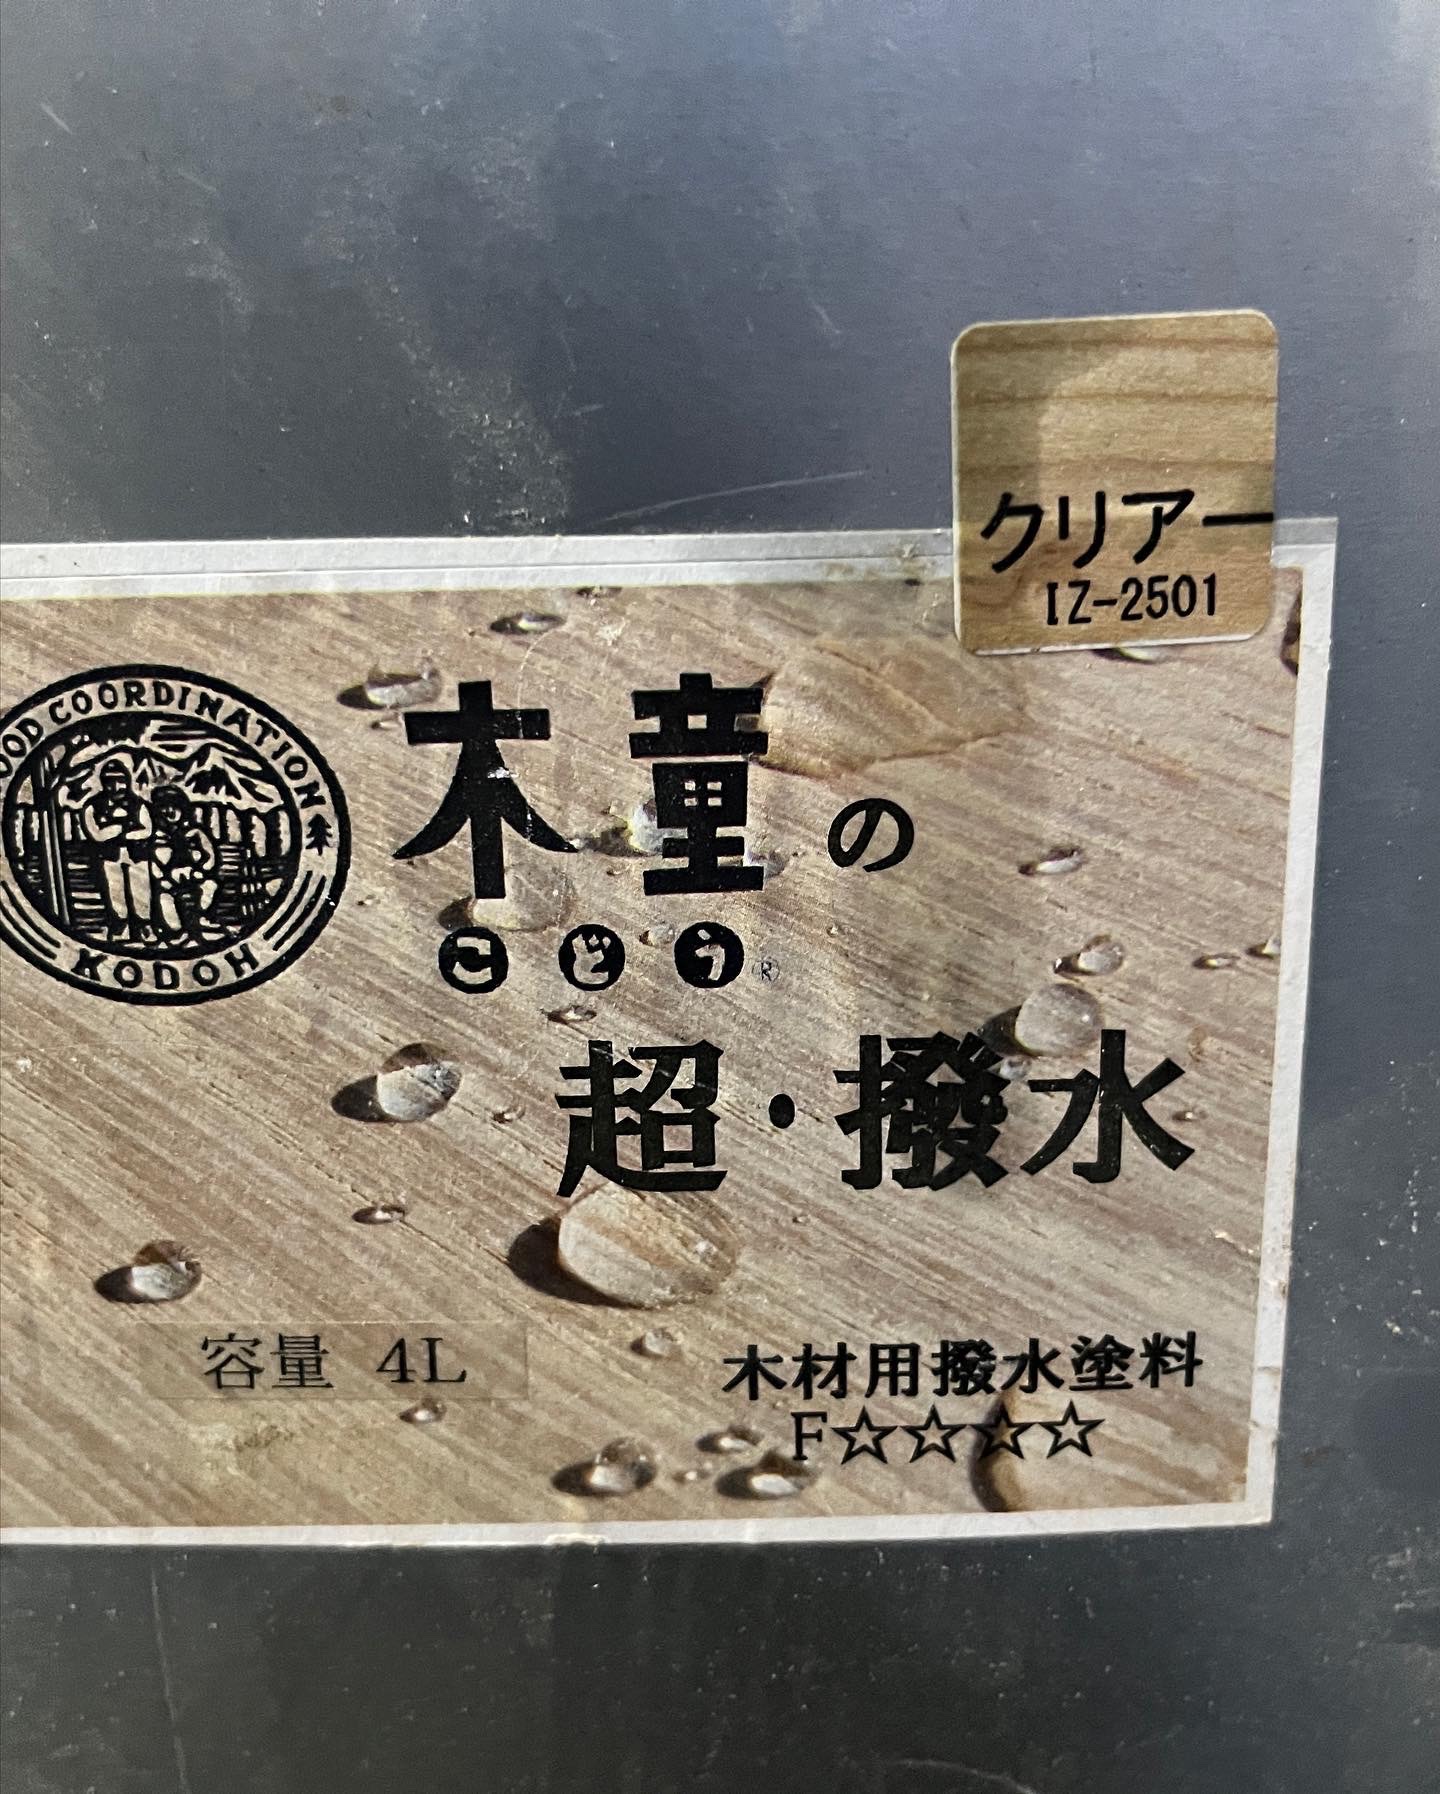 クリアー
IZ-2501
OOD COORDINATION
KODOH
木童の
こどう®
超・撥水
容量 4L
木材用撥水塗料
F☆☆☆☆